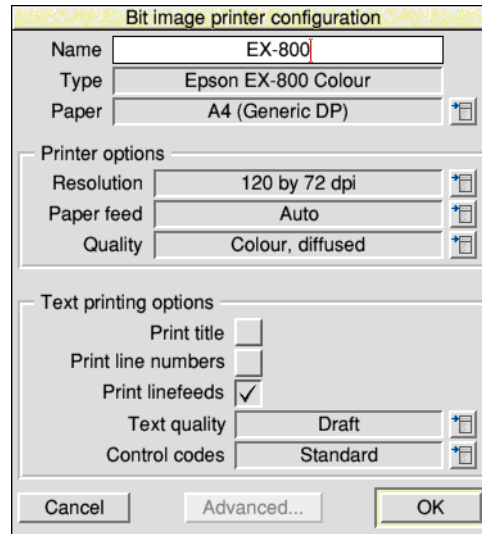 Bit image printer configuration
Name EX-800
Type Epson EX-800 Colour
Paper A4 (Generic DP)
Printer options
Resolution 120 by 72 dpi
Paper feed Auto
Quality Colour, diffused
Text printing options
Print title
Print line numbers
Print linefeeds
Text quality Draft
Control codes Standard
Cancel Advanced... OK